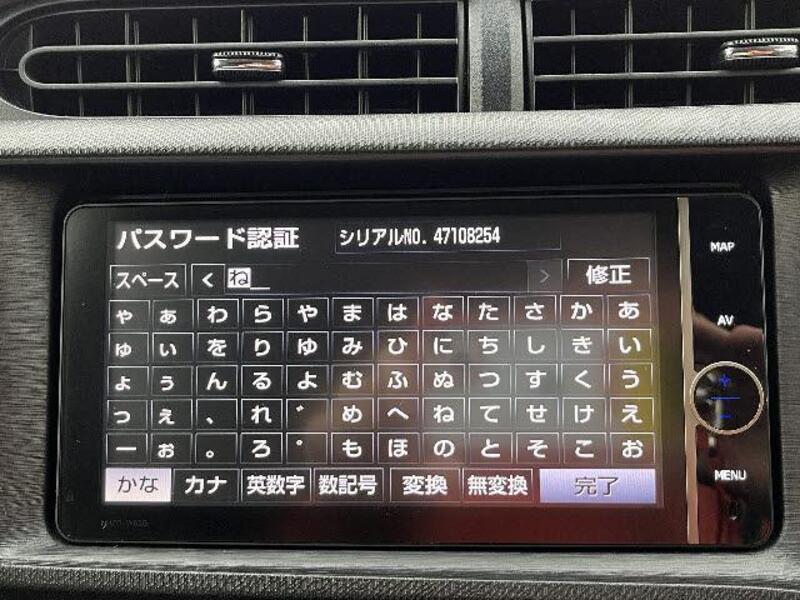 MAP
パスワード認証 シリアルNO. 47108254
スペース < ね_ > 修正
ゃ ぁ わ ら や ま は な た さ か あ
ゅ ぃ を り ゆ み ひ に ち し き い
ょ ぅ ん る よ む ふ ぬ つ す く う
っ ぇ 、 れ ゛ め へ ね て せ け え
ー ぉ 。 ろ ゜ も ほ の と そ こ お
かな カナ 英数字 数記号 変換 無変換 完了
AV
+
-
MENU